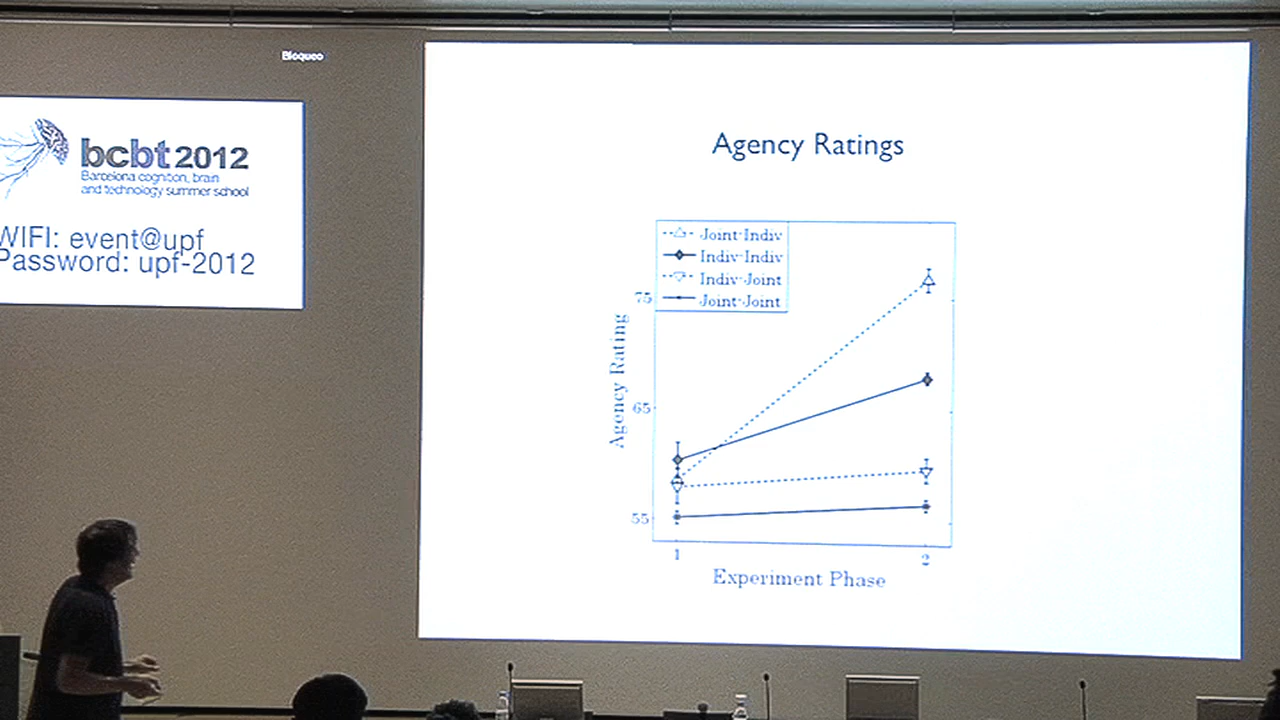 Bloqueo
bcbt2012
Barcelona cognition, brain
and technology summer school
WIFI: event@upf
Password: upf-2012
Agency Ratings
Joint-Indiv
Indiv-Indiv
Indiv-Joint
Joint-Joint
75
65
55
Agency Rating
1
2
Experiment Phase